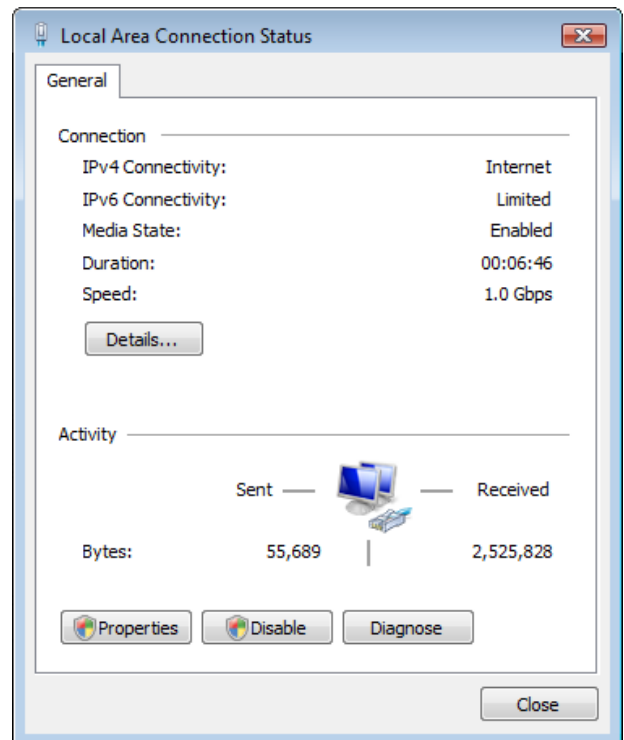 Local Area Connection Status
General
Connection
IPv4 Connectivity: Internet
IPv6 Connectivity: Limited
Media State: Enabled
Duration: 00:06:46
Speed: 1.0 Gbps
Details...
Activity
Sent Received
Bytes: 55,689 2,525,828
Properties Disable Diagnose
Close